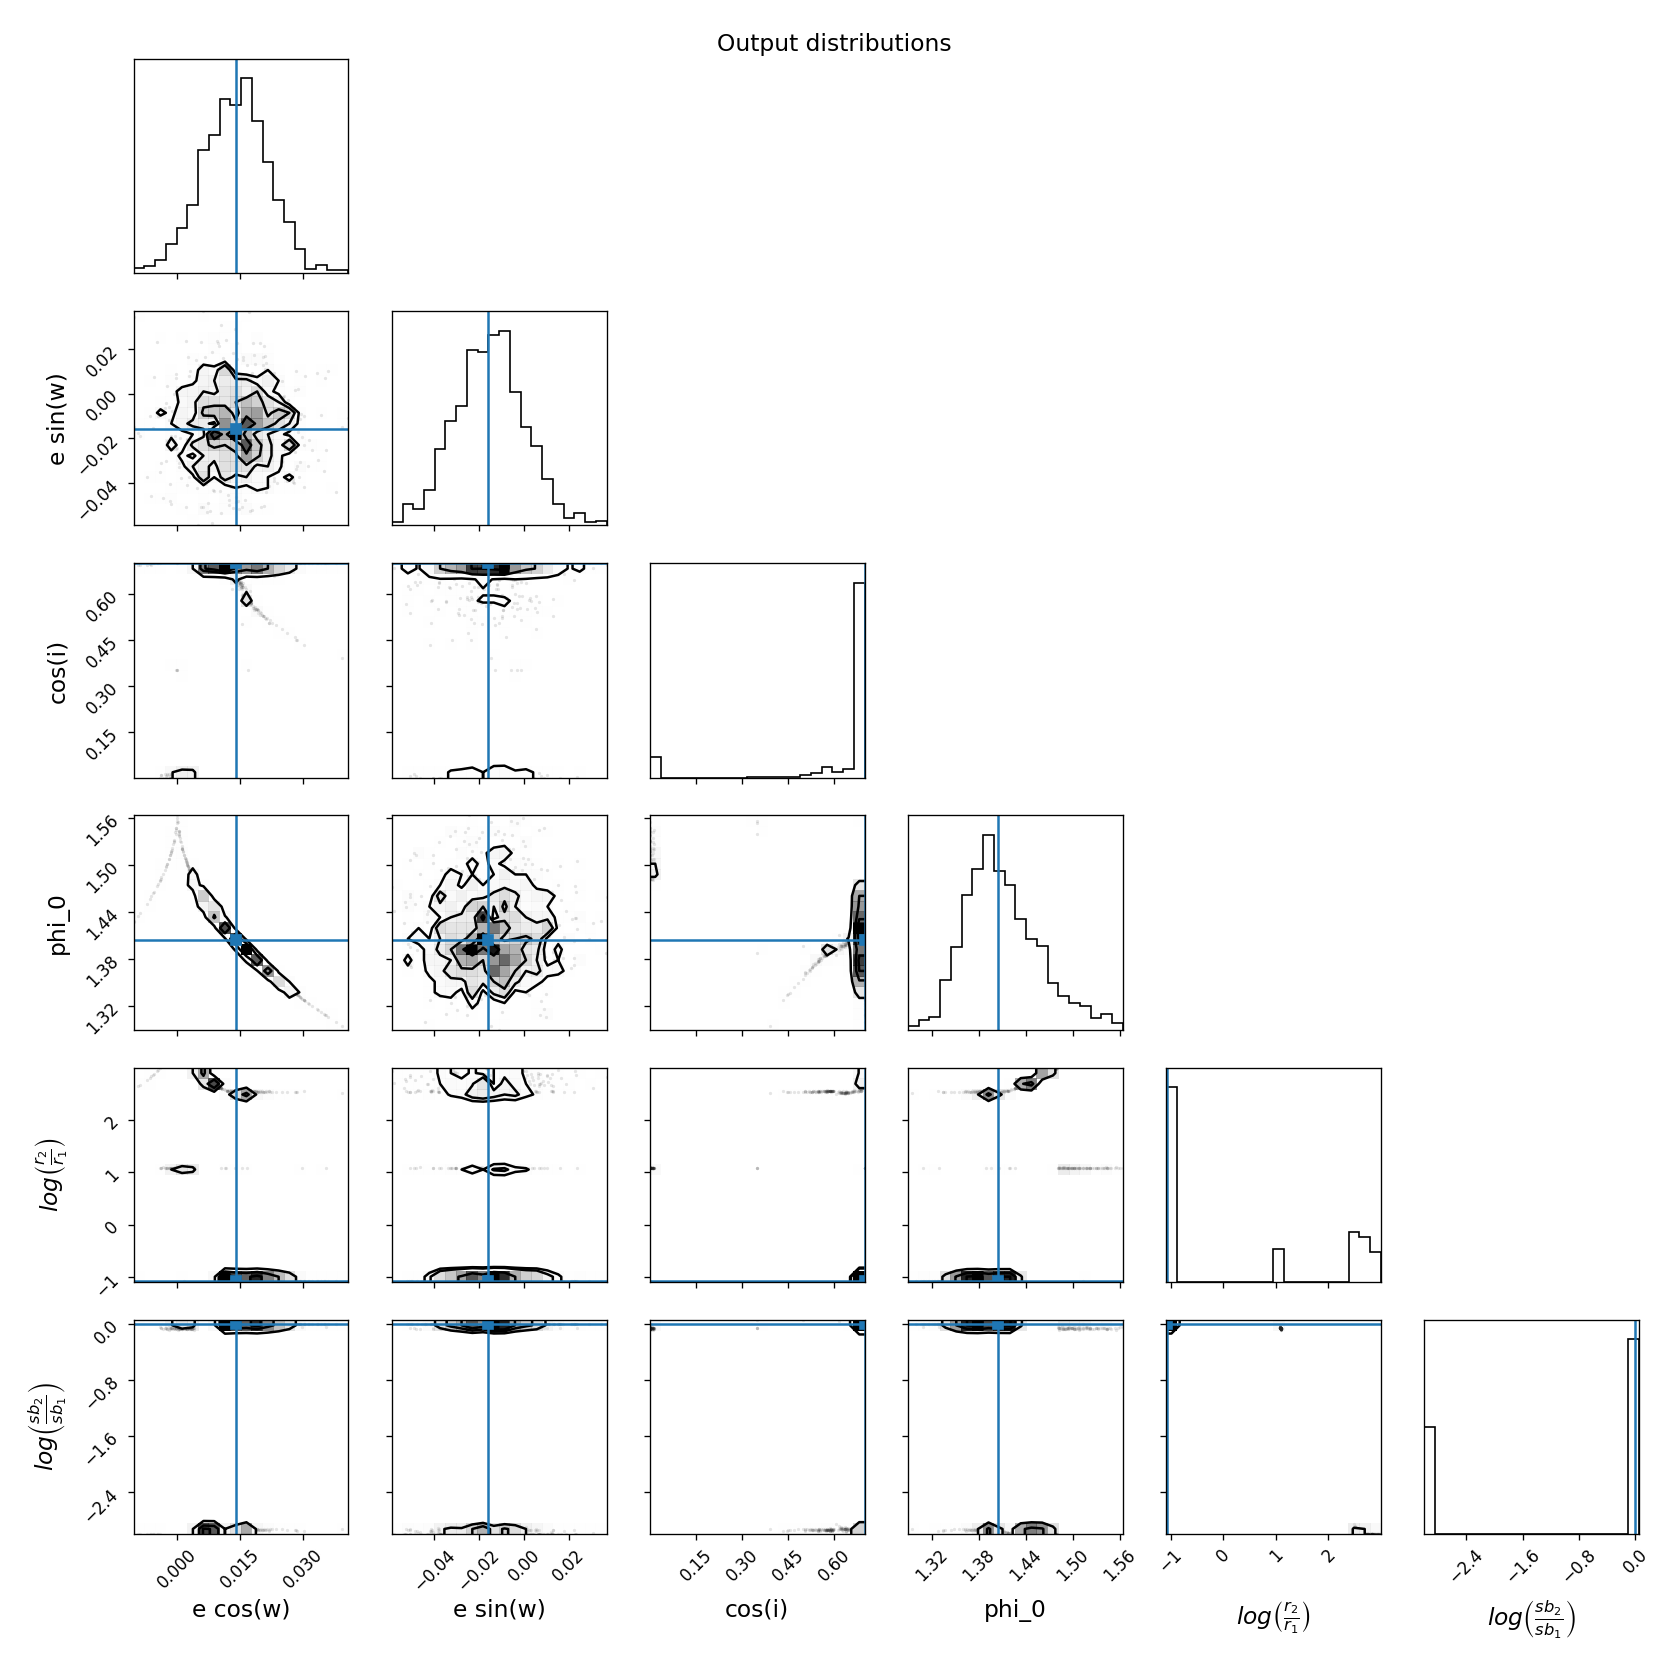 Output distributions
e sin(w)
0.02
0.00
−0.02
−0.04
cos(i)
0.60
0.45
0.30
0.15
phi_0
1.56
1.50
1.44
1.38
1.32
log(r₂/r₁)
2
1
0
−1
log(sb₂/sb₁)
0.0
−0.8
−1.6
−2.4
0.000 0.015 0.030
−0.04 −0.02 0.00 0.02
0.15 0.30 0.45 0.60
1.32 1.38 1.44 1.50 1.56
−1 0 1 2
−2.4 −1.6 −0.8 0.0
e cos(w) e sin(w) cos(i) phi_0 log(r₂/r₁) log(sb₂/sb₁)